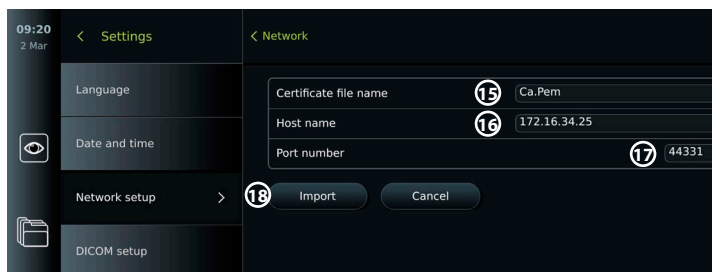 09:20
2 Mar
Settings
Network
Language
Date and time
Network setup
DICOM setup
Certificate file name 15 Ca.Pem
Host name 16 172.16.34.25
Port number 17 44331
18 Import Cancel